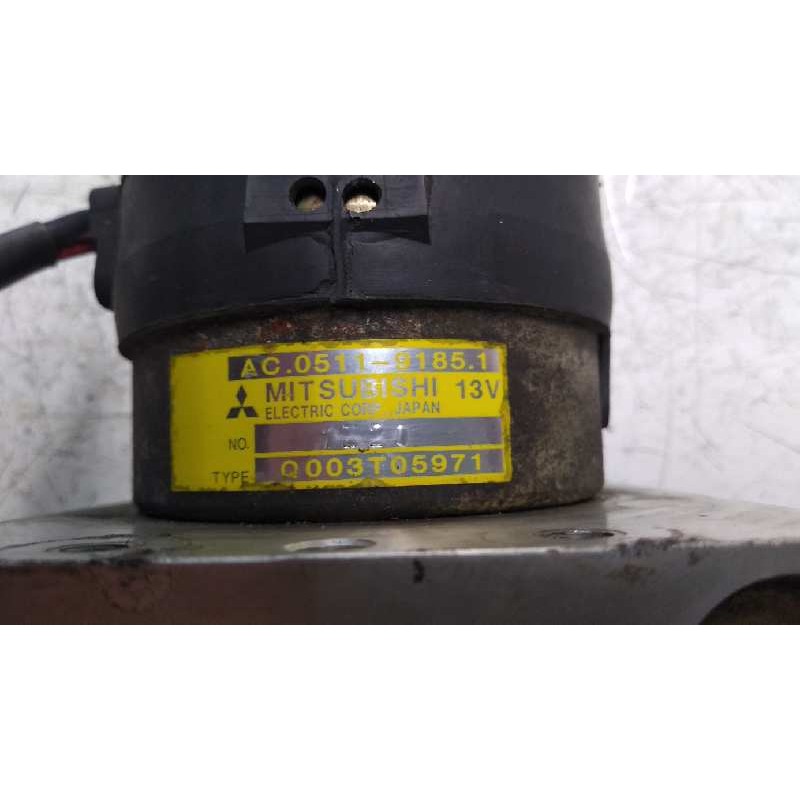 AC.0511-9185.1
MITSUBISHI 13V
ELECTRIC CORP. JAPAN
NO.
TYPE Q003T05971